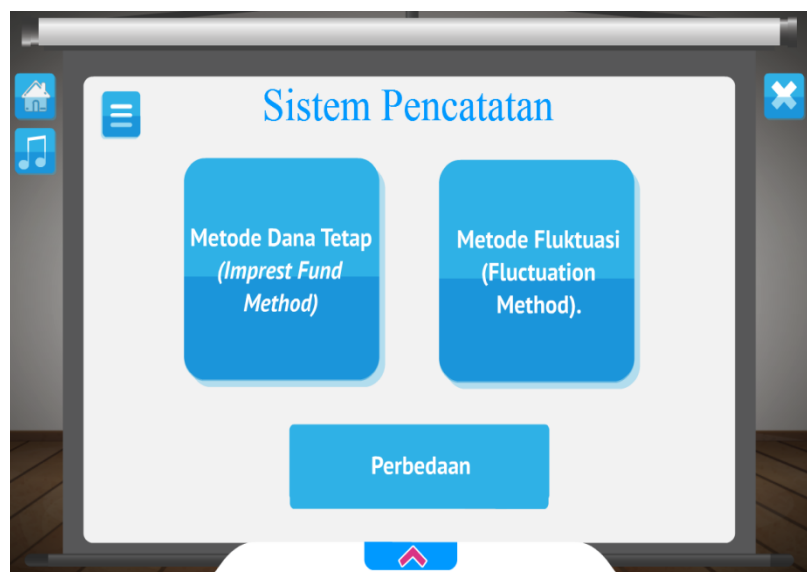 Sistem Pencatatan
Metode Dana Tetap
(Imprest Fund
Method)
Metode Fluktuasi
(Fluctuation
Method).
Perbedaan